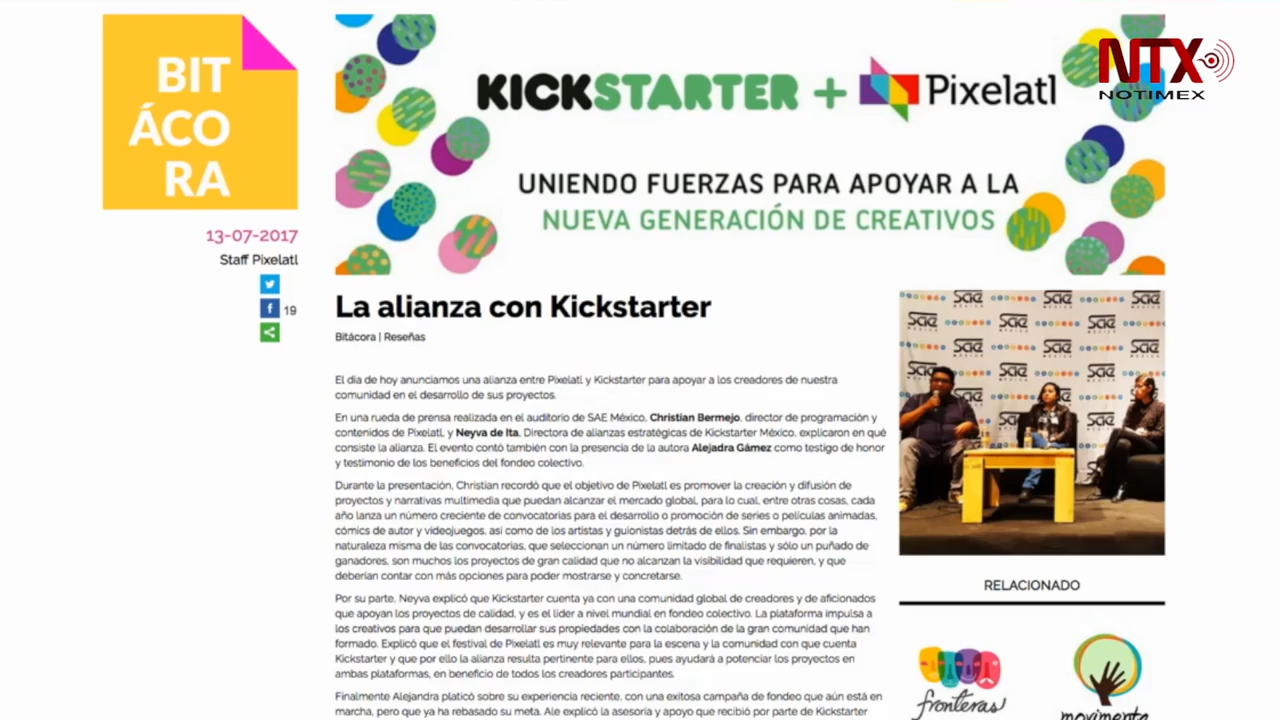 BIT
ÁCO
RA
13-07-2017
Staff Pixelatl
19
KICKSTARTER + Pixelatl
UNIENDO FUERZAS PARA APOYAR A LA
NUEVA GENERACIÓN DE CREATIVOS
NTX
NOTIMEX
La alianza con Kickstarter
Bitácora | Reseñas
El día de hoy anunciamos una alianza entre Pixelatl y Kickstarter para apoyar a los creadores de nuestra
comunidad en el desarrollo de sus proyectos.
En una rueda de prensa realizada en el auditorio de SAE México, Christian Bermejo, director de programación y
contenidos de Pixelatl, y Neyva de Ita, Directora de alianzas estratégicas de Kickstarter México, explicaron en qué
consiste la alianza. El evento contó también con la presencia de la autora Alejadra Gámez como testigo de honor
y testimonio de los beneficios del fondeo colectivo.
Durante la presentación, Christian recordó que el objetivo de Pixelatl es promover la creación y difusión de
proyectos y narrativas multimedia que puedan alcanzar el mercado global, para lo cual, entre otras cosas, cada
año lanza un número creciente de convocatorias para el desarrollo o promoción de series o películas animadas,
cómics de autor y videojuegos, así como de los artistas y guionistas detrás de ellos. Sin embargo, por la
naturaleza misma de las convocatorias, que seleccionan un número limitado de finalistas y sólo un puñado de
ganadores, son muchos los proyectos de gran calidad que no alcanzan la visibilidad que requieren, y que
deberían contar con más opciones para poder mostrarse y concretarse.
Por su parte, Neyva explicó que Kickstarter cuenta ya con una comunidad global de creadores y de aficionados
que apoyan los proyectos de calidad, y es el líder a nivel mundial en fondeo colectivo. La plataforma impulsa a
los creativos para que puedan desarrollar sus propiedades con la colaboración de la gran comunidad que han
formado. Explicó que el festival de Pixelatl es muy relevante para la escena y la comunidad con que cuenta
Kickstarter y que por ello la alianza resulta pertinente para ellos, pues ayudará a potenciar los proyectos en
ambas plataformas, en beneficio de todos los creadores participantes.
Finalmente Alejandra platicó sobre su experiencia reciente, con una exitosa campaña de fondeo que aún está en
marcha, pero que ya ha rebasado su meta. Ale explicó la asesoría y apoyo que recibió por parte de Kickstarter
sae sae sae
sae sae sae
MÉXICO
RELACIONADO
fronteras
movimiento